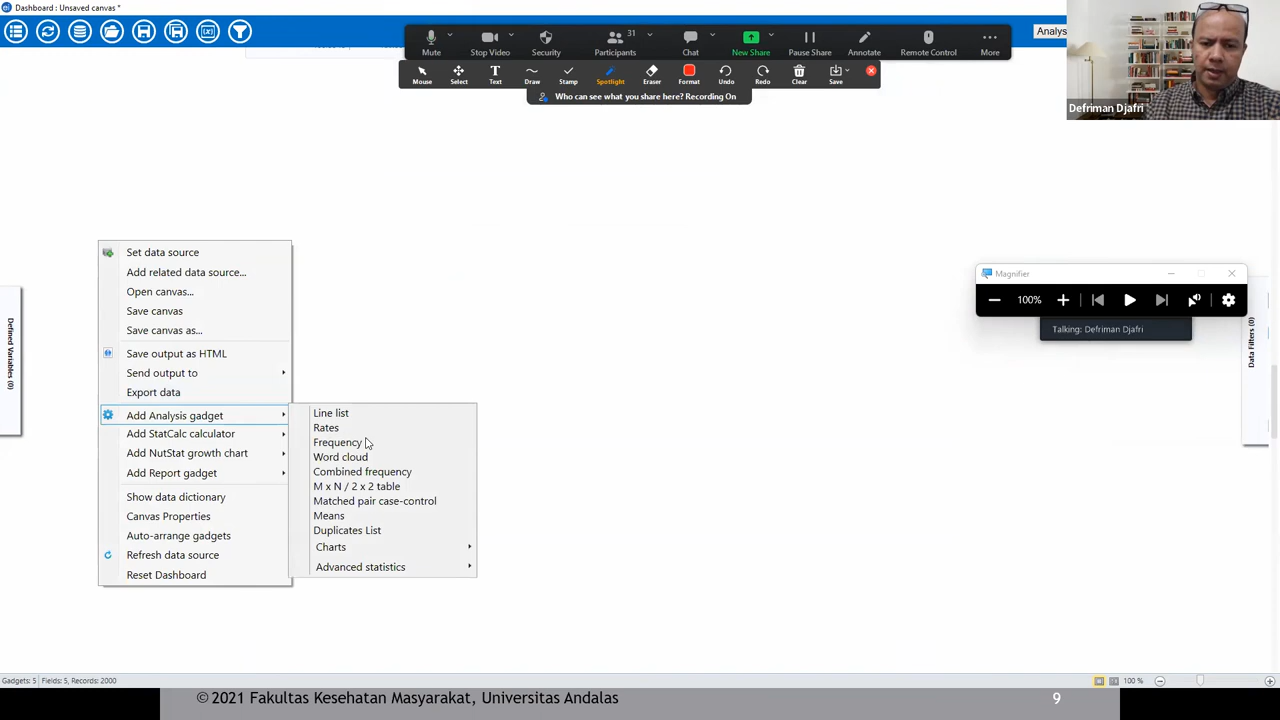 Dashboard : Unsaved canvas *
Analys
Mute
Stop Video
Security
31
Participants
Chat
New Share
Pause Share
Annotate
Remote Control
More
Mouse
Select
Text
Draw
Stamp
Spotlight
Eraser
Format
Undo
Redo
Clear
Save
Who can see what you share here? Recording On
Defriman Djafri
Set data source
Add related data source...
Open canvas...
Save canvas
Save canvas as...
Save output as HTML
Send output to
Export data
Add Analysis gadget
Add StatCalc calculator
Add NutStat growth chart
Add Report gadget
Show data dictionary
Canvas Properties
Auto-arrange gadgets
Refresh data source
Reset Dashboard
Line list
Rates
Frequency
Word cloud
Combined frequency
M x N / 2 x 2 table
Matched pair case-control
Means
Duplicates List
Charts
Advanced statistics
Magnifier
100%
Talking: Defriman Djafri
Defined Variables (0)
Data Filters (0)
Gadgets: 5
Fields: 5, Records: 2000
100 %
©2021 Fakultas Kesehatan Masyarakat, Universitas Andalas
9